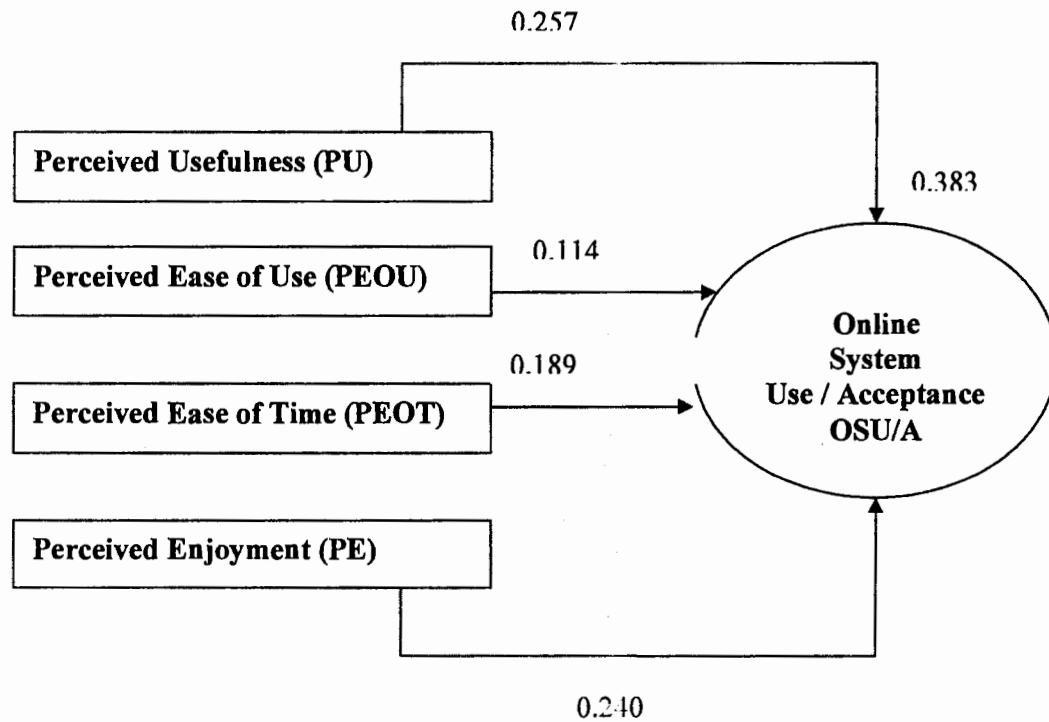 0.257
Perceived Usefulness (PU)
0.383
Perceived Ease of Use (PEOU)
0.114
Online
System
Use / Acceptance
OSU/A
0.189
Perceived Ease of Time (PEOT)
Perceived Enjoyment (PE)
0.240